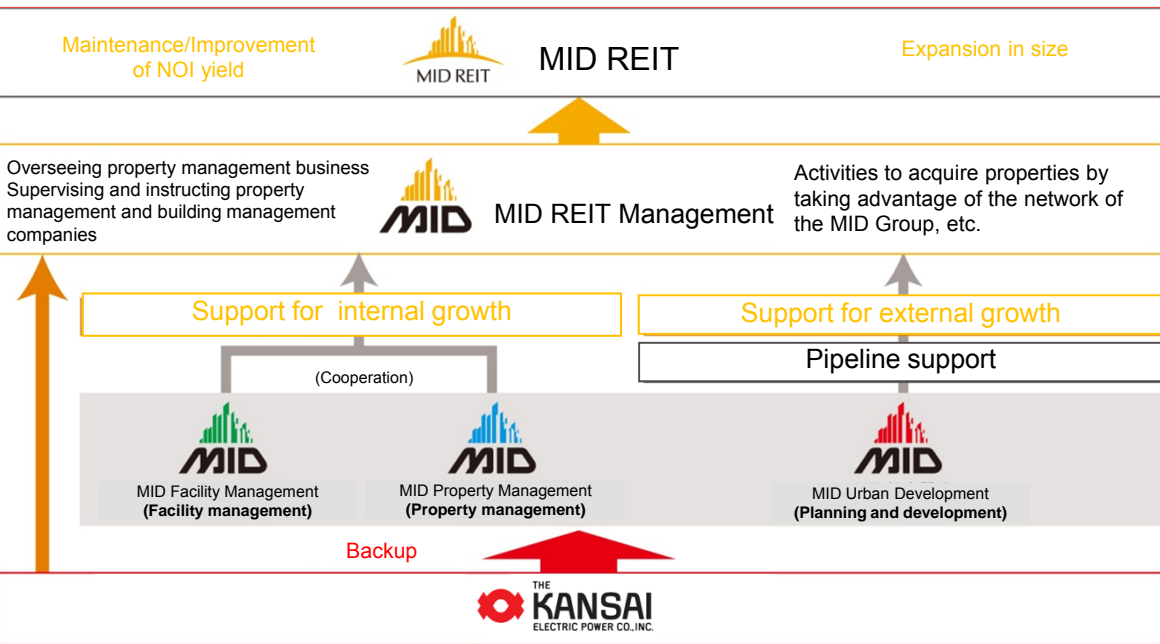 Maintenance/Improvement
of NOI yield
MID REIT
MID REIT
Expansion in size
Overseeing property management business
Supervising and instructing property
management and building management
companies
MID
MID REIT Management
Activities to acquire properties by
taking advantage of the network of
the MID Group, etc.
Support for internal growth
Support for external growth
Pipeline support
(Cooperation)
MID
MID Facility Management
(Facility management)
MID
MID Property Management
(Property management)
MID
MID Urban Development
(Planning and development)
Backup
THE
KANSAI
ELECTRIC POWER CO.,INC.